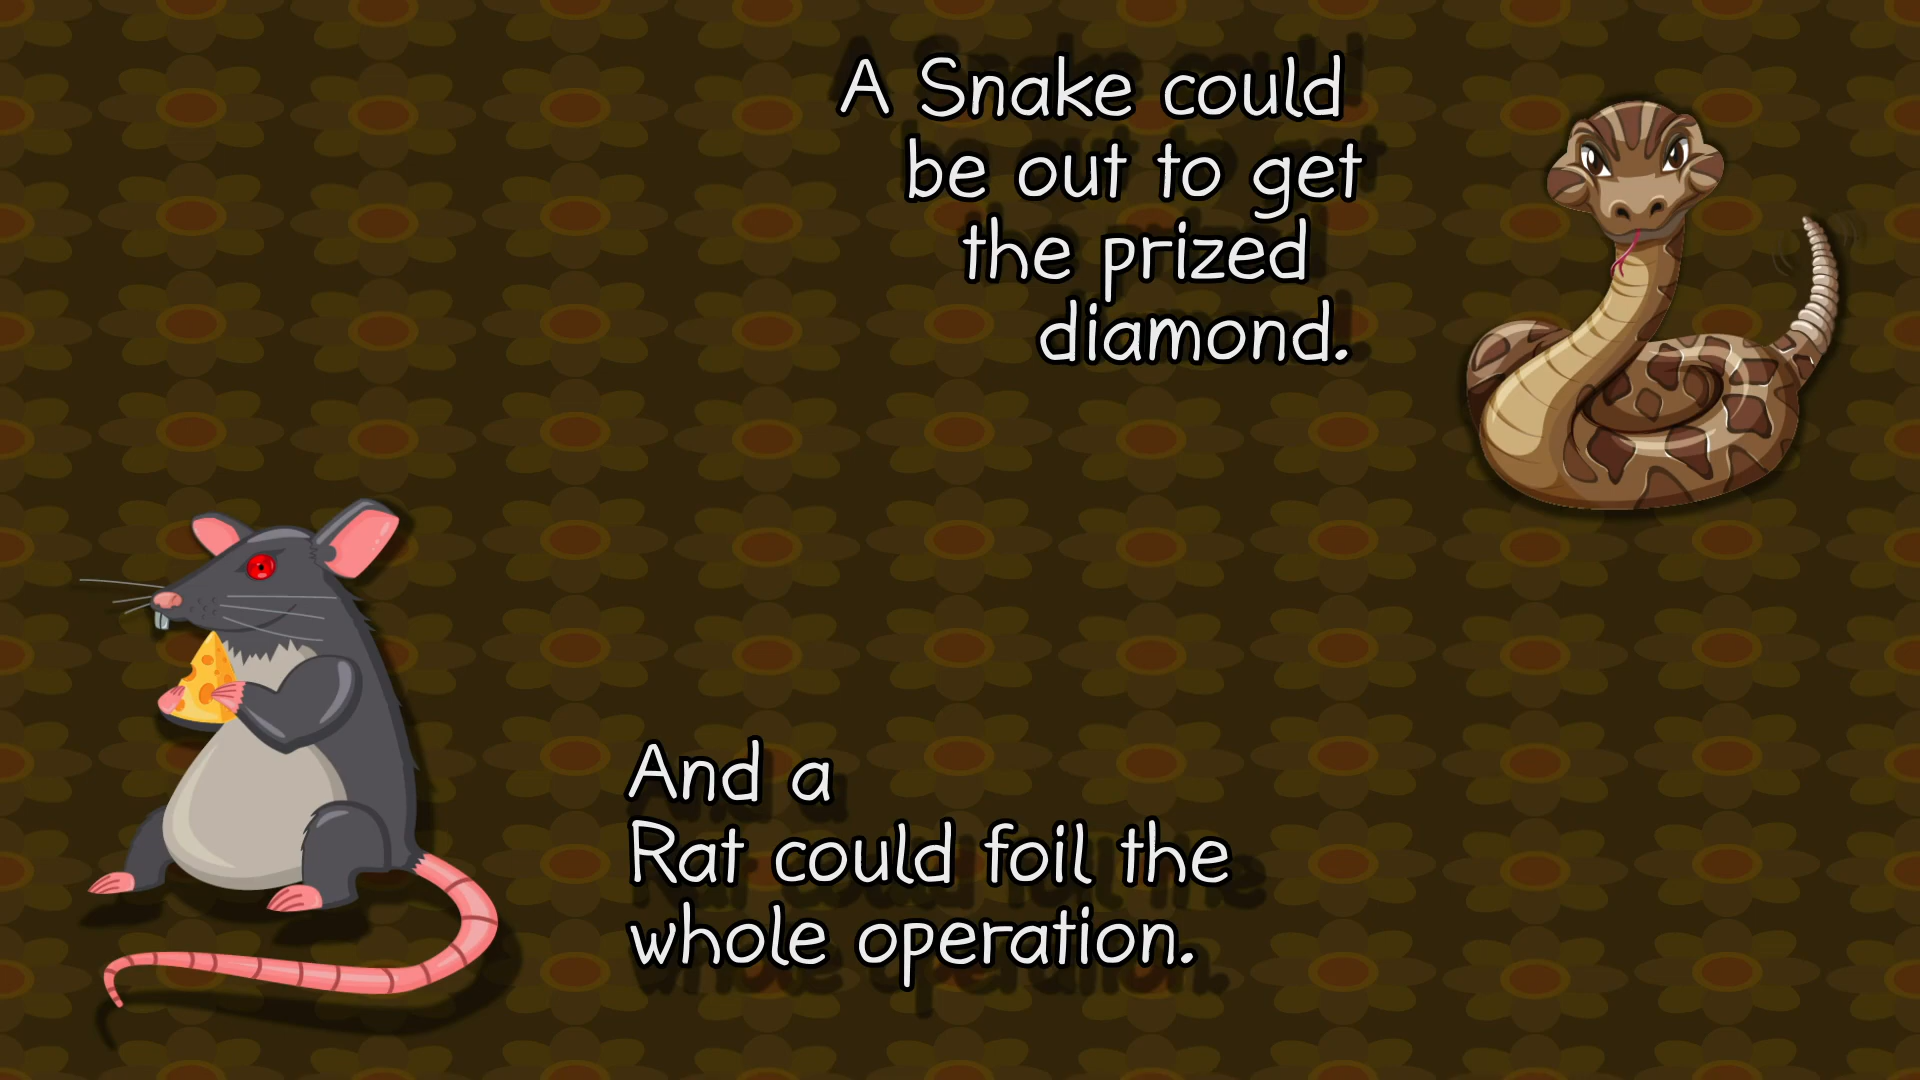 A Snake could
be out to get
the prized
diamond.
And a
Rat could foil the
whole operation.